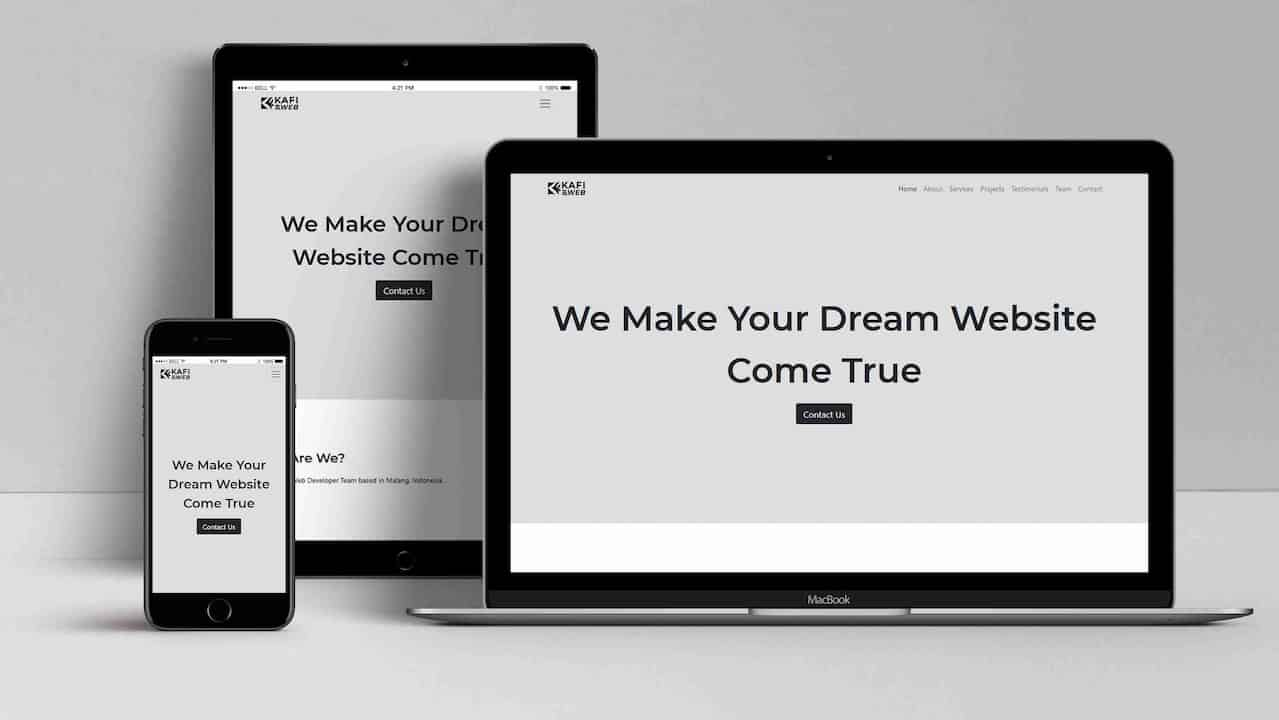 BELL 4:21 PM 100%
KAFI
WEB
We Make Your Dre
Website Come Tr
Contact Us
Are We?
Web Developer Team based in Malang, Indonesia.
BELL 4:21 PM 100%
KAFI
WEB
We Make Your
Dream Website
Come True
Contact Us
KAFI
WEB
Home About Services Projects Testimonials Team Contact
We Make Your Dream Website
Come True
Contact Us
MacBook